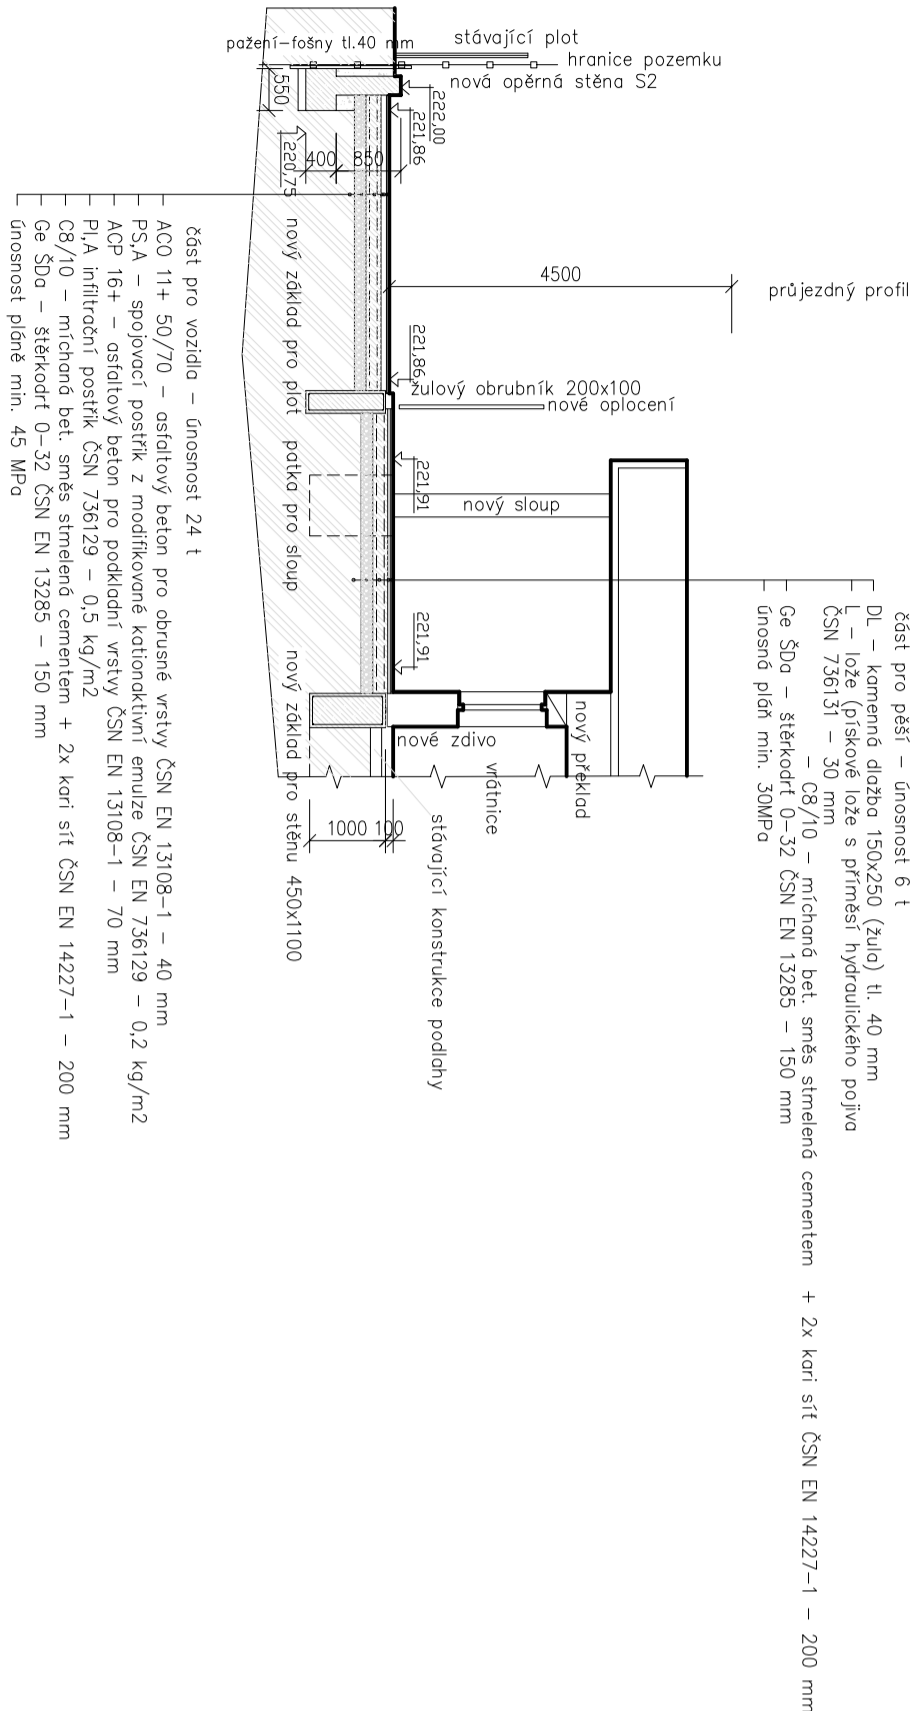 pažení-fošny tl.40 mm
stávající plot
hranice pozemku
nová opěrná stěna S2
550
222,00
221,86
220,75
400
850
4500
průjezdný profil
221,86
žulový obrubník 200x100
nové oplocení
221,91
nový sloup
221,91
nový základ pro plot
patka pro sloup
nový základ pro stěnu 450x1100
nové zdivo
vrátnice
nový překlad
1000
100
stávající konstrukce podlahy
část pro pěší - únosnost 6 t
DL - kamenná dlažba 150x250 (žula) tl. 40 mm
L - lože (pískové lože s příměsí hydraulického pojiva
ČSN 736131 - 30 mm
- C8/10 - míchaná bet. směs stmelená cementem + 2x kari síť ČSN EN 14227-1 - 200 mm
Ge ŠDa - štěrkodrť 0-32 ČSN EN 13285 - 150 mm
únosná pláň min. 30MPa
část pro vozidla - únosnost 24 t
ACO 11+ 50/70 - asfaltový beton pro obrusné vrstvy ČSN EN 13108-1 - 40 mm
PS,A - spojovací postřik z modifikované kationaktivní emulze ČSN EN 736129 - 0,2 kg/m2
ACP 16+ - asfaltový beton pro podkladní vrstvy ČSN EN 13108-1 - 70 mm
PI,A infiltrační postřik ČSN 736129 - 0,5 kg/m2
C8/10 - míchaná bet. směs stmelená cementem + 2x kari síť ČSN EN 14227-1 - 200 mm
Ge ŠDa - štěrkodrť 0-32 ČSN EN 13285 - 150 mm
únosnost pláně min. 45 MPa